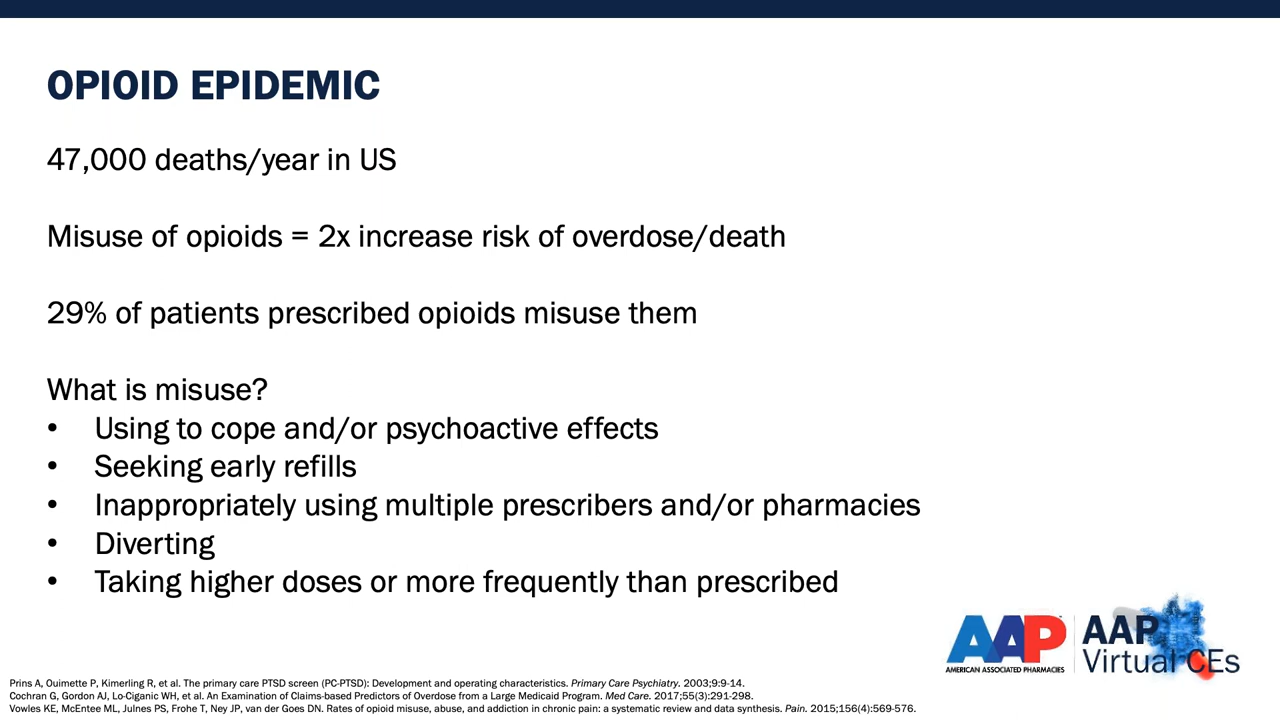 OPIOID EPIDEMIC
47,000 deaths/year in US
Misuse of opioids = 2x increase risk of overdose/death
29% of patients prescribed opioids misuse them
What is misuse?
• Using to cope and/or psychoactive effects
• Seeking early refills
• Inappropriately using multiple prescribers and/or pharmacies
• Diverting
• Taking higher doses or more frequently than prescribed
AAP
AMERICAN ASSOCIATED PHARMACIES
AAP
Virtual CEs
Prins A, Ouimette P, Kimerling R, et al. The primary care PTSD screen (PC-PTSD): Development and operating characteristics. Primary Care Psychiatry. 2003;9:9-14.
Cochran G, Gordon AJ, Lo-Ciganic WH, et al. An Examination of Claims-based Predictors of Overdose from a Large Medicaid Program. Med Care. 2017;55(3):291-298.
Vowles KE, McEntee ML, Julnes PS, Frohe T, Ney JP, van der Goes DN. Rates of opioid misuse, abuse, and addiction in chronic pain: a systematic review and data synthesis. Pain. 2015;156(4):569-576.